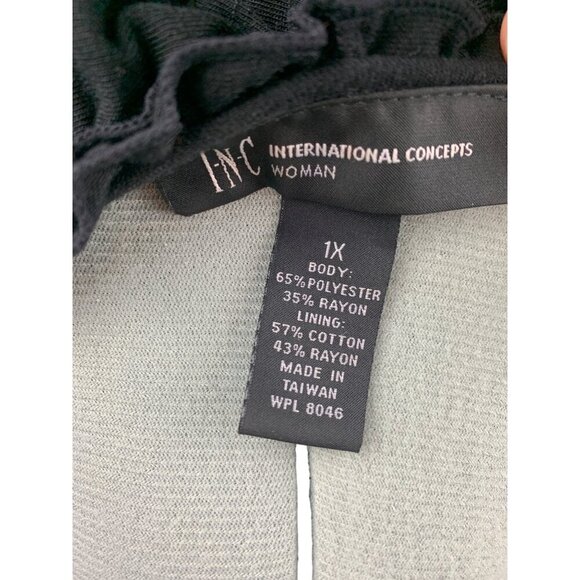 I-N-C INTERNATIONAL CONCEPTS
WOMAN
1X
BODY:
65% POLYESTER
35% RAYON
LINING:
57% COTTON
43% RAYON
MADE IN
TAIWAN
WPL 8046